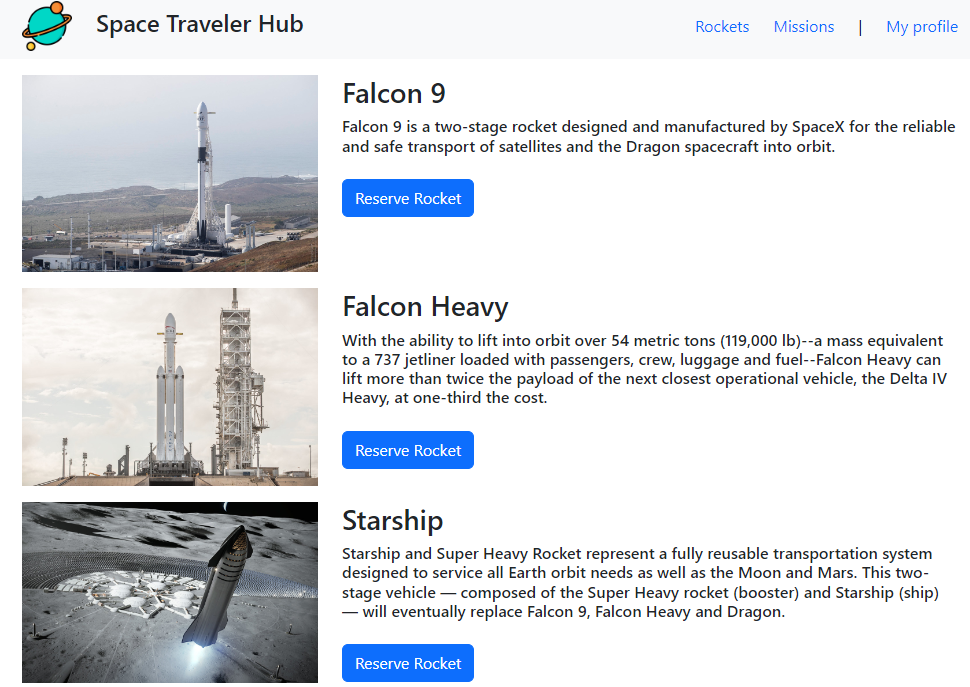 Space Traveler Hub
Rockets Missions | My profile
Falcon 9
Falcon 9 is a two-stage rocket designed and manufactured by SpaceX for the reliable
and safe transport of satellites and the Dragon spacecraft into orbit.
Reserve Rocket
Falcon Heavy
With the ability to lift into orbit over 54 metric tons (119,000 lb)--a mass equivalent
to a 737 jetliner loaded with passengers, crew, luggage and fuel--Falcon Heavy can
lift more than twice the payload of the next closest operational vehicle, the Delta IV
Heavy, at one-third the cost.
Reserve Rocket
Starship
Starship and Super Heavy Rocket represent a fully reusable transportation system
designed to service all Earth orbit needs as well as the Moon and Mars. This two-
stage vehicle — composed of the Super Heavy rocket (booster) and Starship (ship)
— will eventually replace Falcon 9, Falcon Heavy and Dragon.
Reserve Rocket